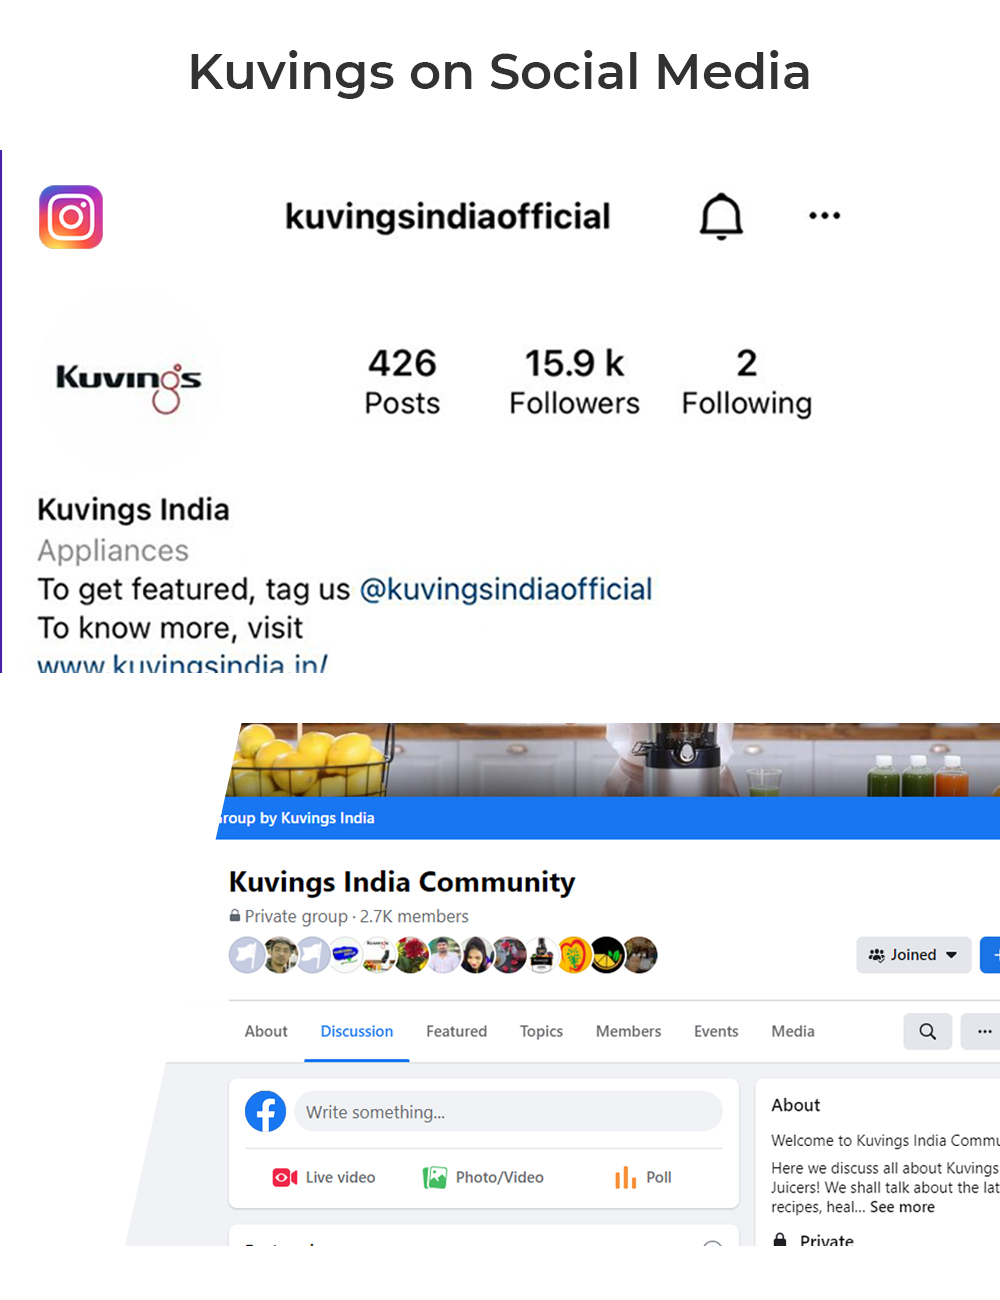 Kuvings on Social Media
kuvingsindiaofficial
Kuvings
426
Posts
15.9 k
Followers
2
Following
Kuvings India
Appliances
To get featured, tag us @kuvingsindiaofficial
To know more, visit
www.kuvingsindia.in/
roup by Kuvings India
Kuvings India Community
Private group · 2.7K members
Joined
About Discussion Featured Topics Members Events Media
Write something...
Live video Photo/Video Poll
About
Welcome to Kuvings India Commu
Here we discuss all about Kuvings
Juicers! We shall talk about the lat
recipes, heal... See more
Private